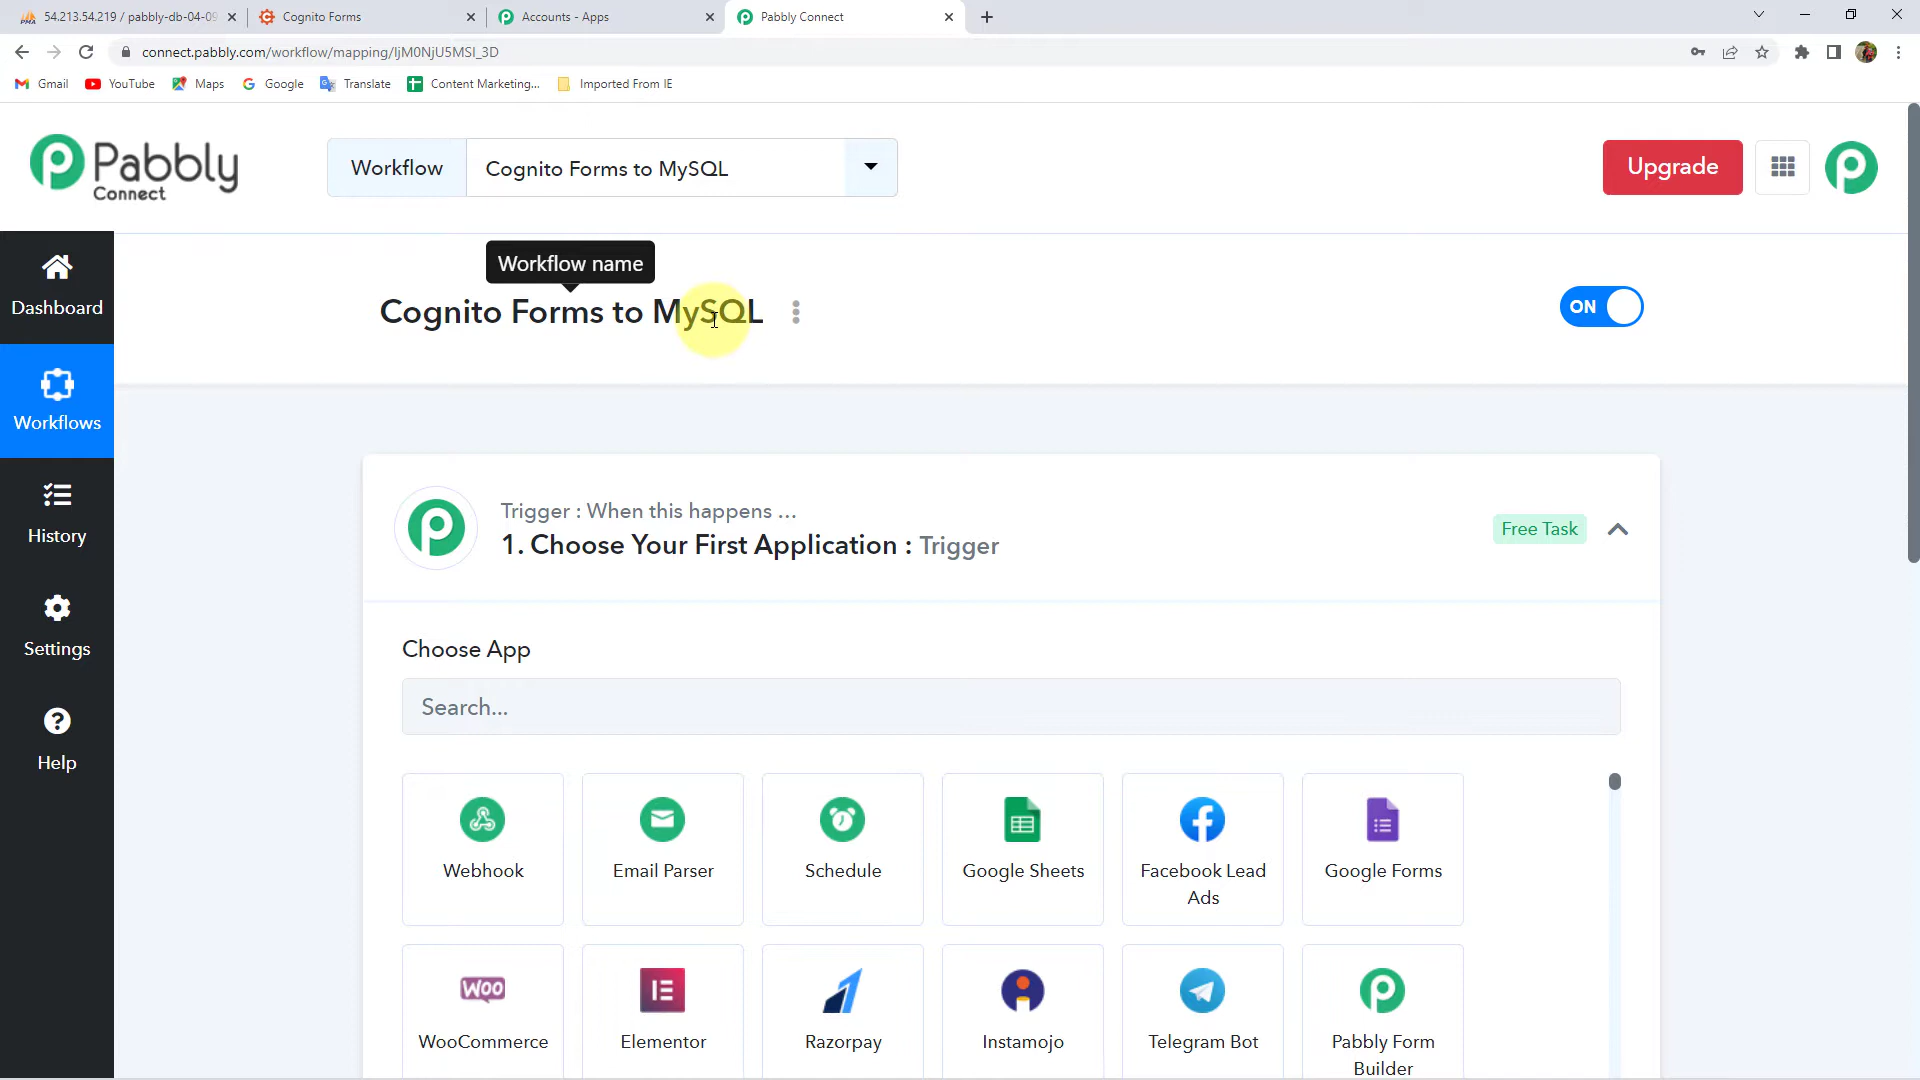 54.213.54.219 / pabbly-db-04-09
Cognito Forms
Accounts - Apps
Pabbly Connect
connect.pabbly.com/workflow/mapping/IjM0NjU5MSI_3D
Gmail
YouTube
Maps
Google
Translate
Content Marketing...
Imported From IE
Pabbly
Connect
Workflow
Cognito Forms to MySQL
Upgrade
Workflow name
Cognito Forms to MySQL
ON
Dashboard
Workflows
History
Settings
Help
Trigger : When this happens ...
1. Choose Your First Application : Trigger
Free Task
Choose App
Search...
Webhook
Email Parser
Schedule
Google Sheets
Facebook Lead
Ads
Google Forms
WOO
WooCommerce
Elementor
Razorpay
Instamojo
Telegram Bot
Pabbly Form
Builder